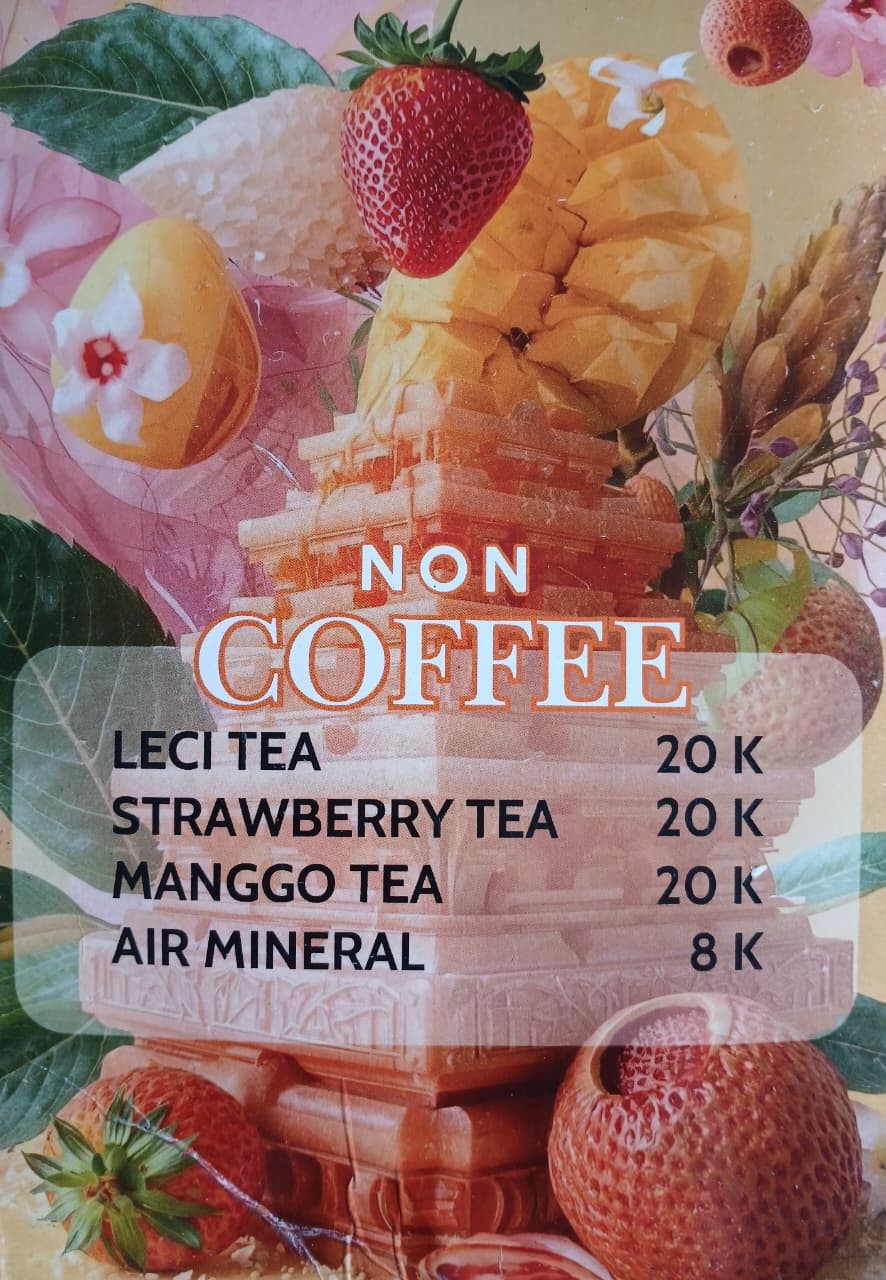 NON
COFFEE
LECI TEA 20 K
STRAWBERRY TEA 20 K
MANGGO TEA 20 K
AIR MINERAL 8 K